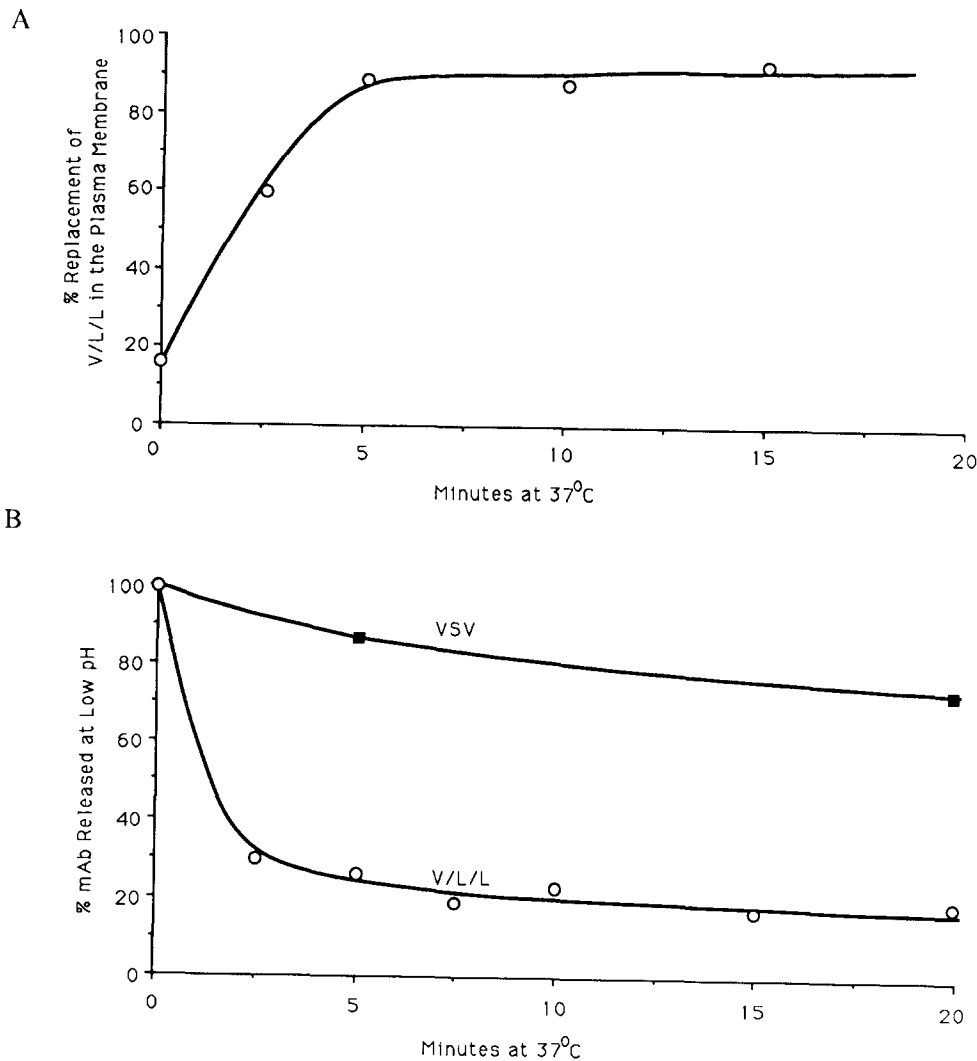 A
% Replacement of
V/L/L in the Plasma Membrane
100
80
60
40
20
0
0 5 10 15 20
Minutes at 37⁰C
B
% mAb Released at Low pH
100
80
60
40
20
0
VSV
V/L/L
0 5 10 15 20
Minutes at 37⁰C